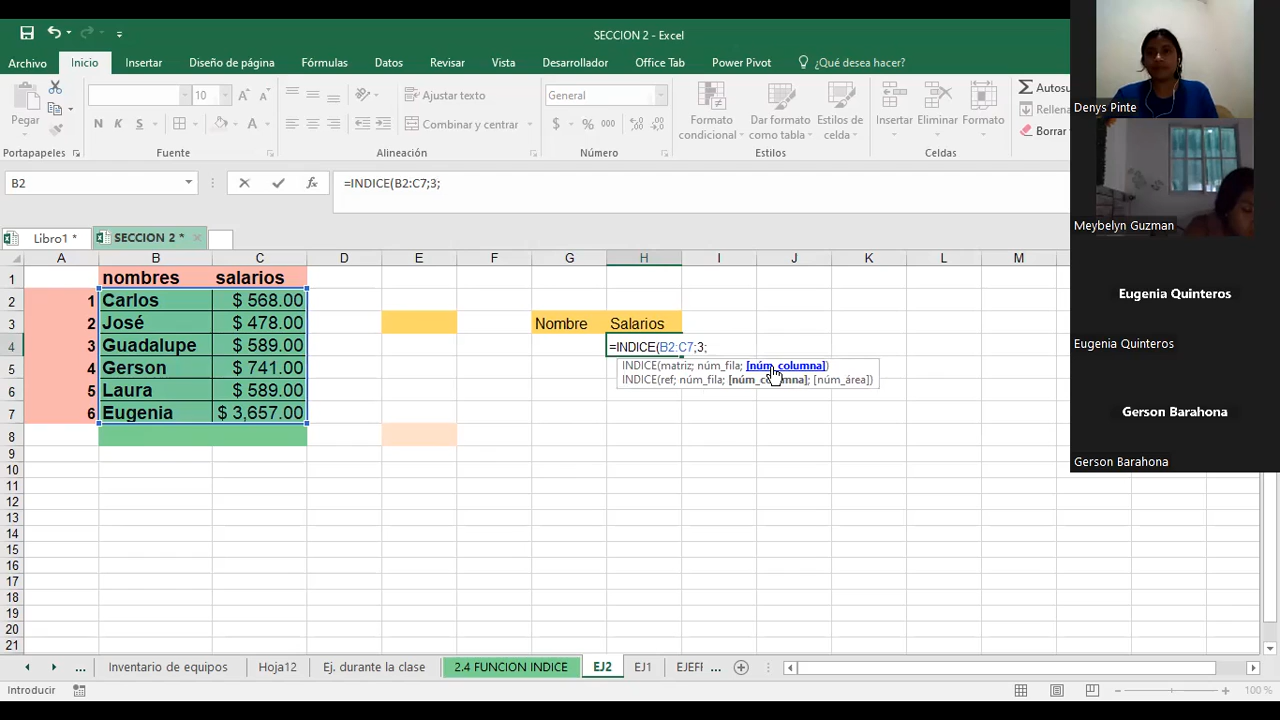 SECCION 2 - Excel
Archivo Inicio Insertar Diseño de página Fórmulas Datos Revisar Vista Desarrollador Office Tab Power Pivot ¿Qué desea hacer?
Pegar
10 A A
N K S A
Ajustar texto
Combinar y centrar
General
$ % 000
Formato condicional
Dar formato como tabla
Estilos de celda
Insertar Eliminar Formato
Autosu
Rellena
Borrar
Portapapeles Fuente Alineación Número Estilos Celdas
B2 fx =INDICE(B2:C7;3;
Libro1 * SECCION 2 *
A B C D E F G H I J K L M
1 nombres salarios
2 1 Carlos $ 568.00
3 2 José $ 478.00 Nombre Salarios
4 3 Guadalupe $ 589.00 =INDICE(B2:C7;3;
INDICE(matriz; núm_fila; [núm_columna])
5 4 Gerson $ 741.00
INDICE(ref; núm_fila; [núm_columna]; [núm_área])
6 5 Laura $ 589.00
7 6 Eugenia $ 3,657.00
8
9
10
11
12
13
14
15
16
17
18
19
20
21
... Inventario de equipos Hoja12 Ej. durante la clase 2.4 FUNCION INDICE EJ2 EJ1 EJEFI ...
Introducir 100 %
Denys Pinte
Meybelyn Guzman
Eugenia Quinteros
Eugenia Quinteros
Gerson Barahona
Gerson Barahona